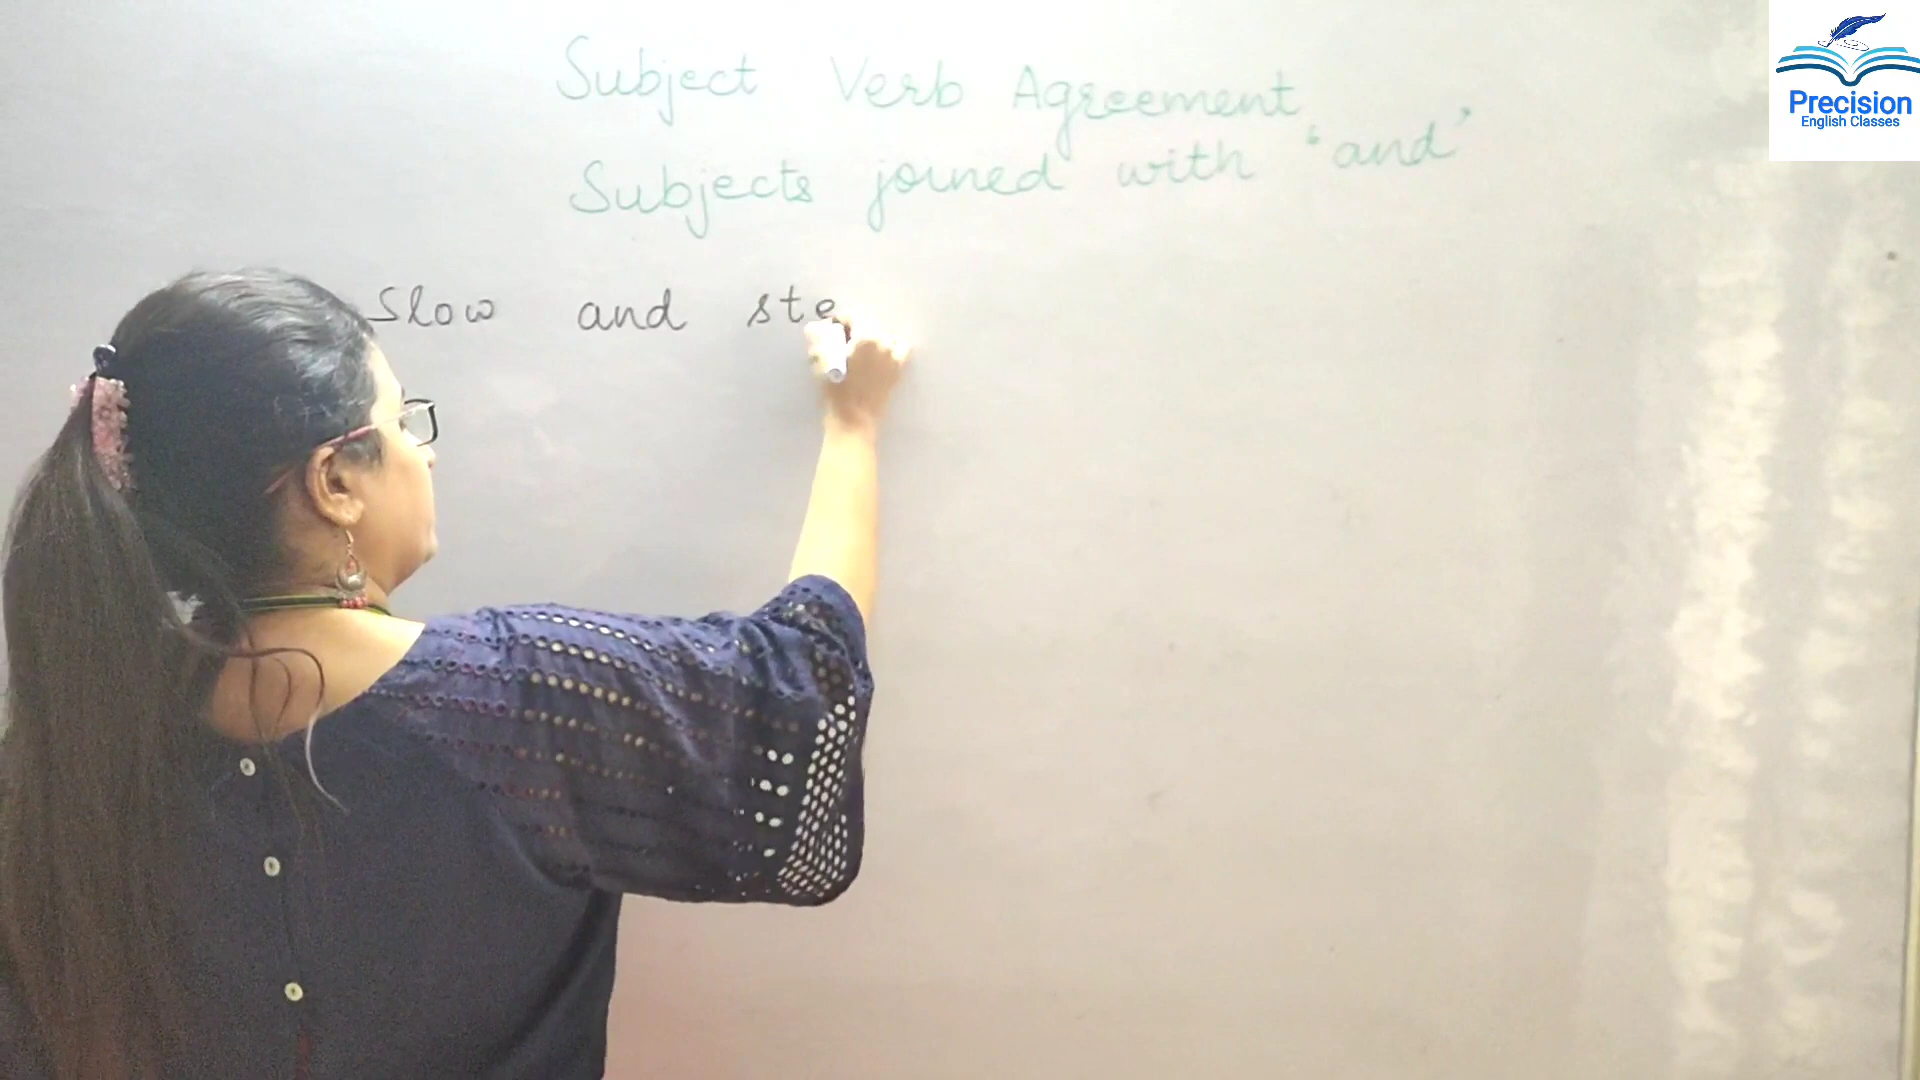 Subject Verb Agreement
Subjects joined with 'and'
Slow and ste
Precision
English Classes